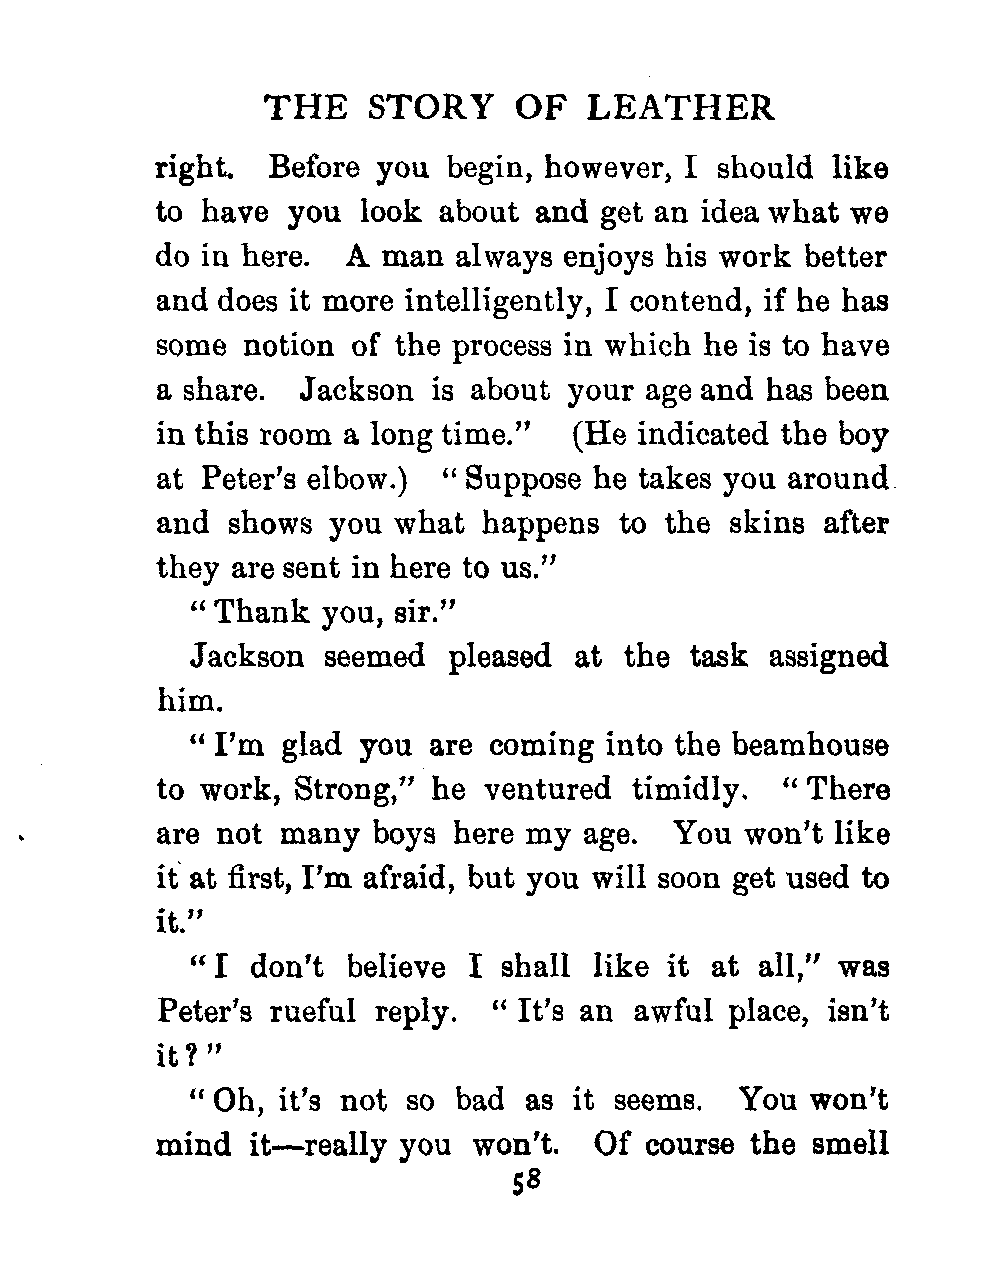 THE STORY OF LEATHER
right. Before you begin, however, I should like
to have you look about and get an idea what we
do in here. A man always enjoys his work better
and does it more intelligently, I contend, if he has
some notion of the process in which he is to have
a share. Jackson is about your age and has been
in this room a long time." (He indicated the boy
at Peter's elbow.) "Suppose he takes you around
and shows you what happens to the skins after
they are sent in here to us."
"Thank you, sir."
Jackson seemed pleased at the task assigned
him.
"I'm glad you are coming into the beamhouse
to work, Strong," he ventured timidly. "There
are not many boys here my age. You won't like
it at first, I'm afraid, but you will soon get used to
it."
"I don't believe I shall like it at all," was
Peter's rueful reply. "It's an awful place, isn't
it?"
"Oh, it's not so bad as it seems. You won't
mind it—really you won't. Of course the smell
58